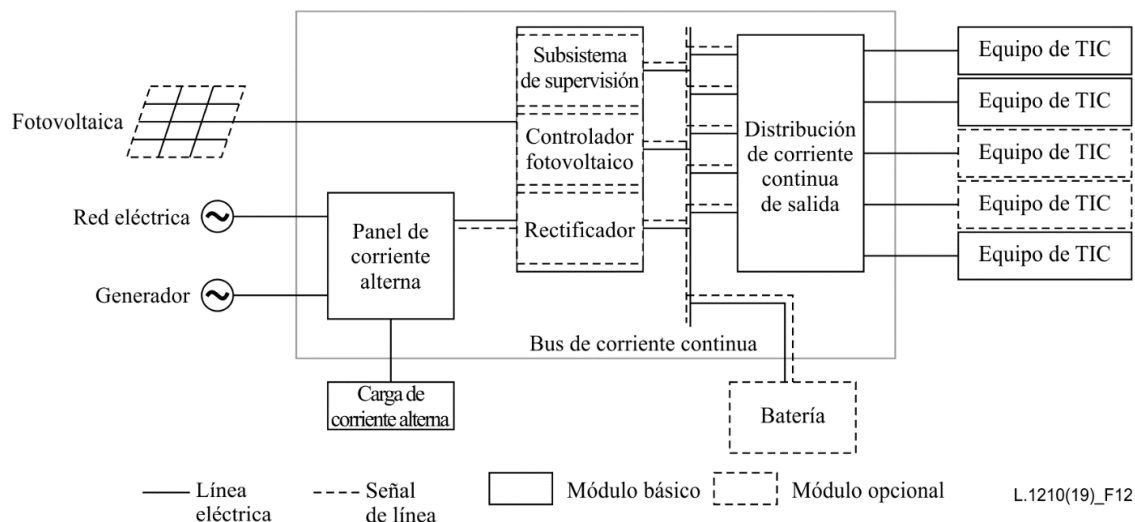 Fotovoltaica
Red eléctrica
Generador
Panel de
corriente
alterna
Carga de
corriente alterna
Subsistema
de supervisión
Controlador
fotovoltaico
Rectificador
Bus de corriente continua
Distribución
de corriente
continua
de salida
Batería
Equipo de TIC
Equipo de TIC
Equipo de TIC
Equipo de TIC
Equipo de TIC
Línea
eléctrica
Señal
de línea
Módulo básico
Módulo opcional
L.1210(19)_F12